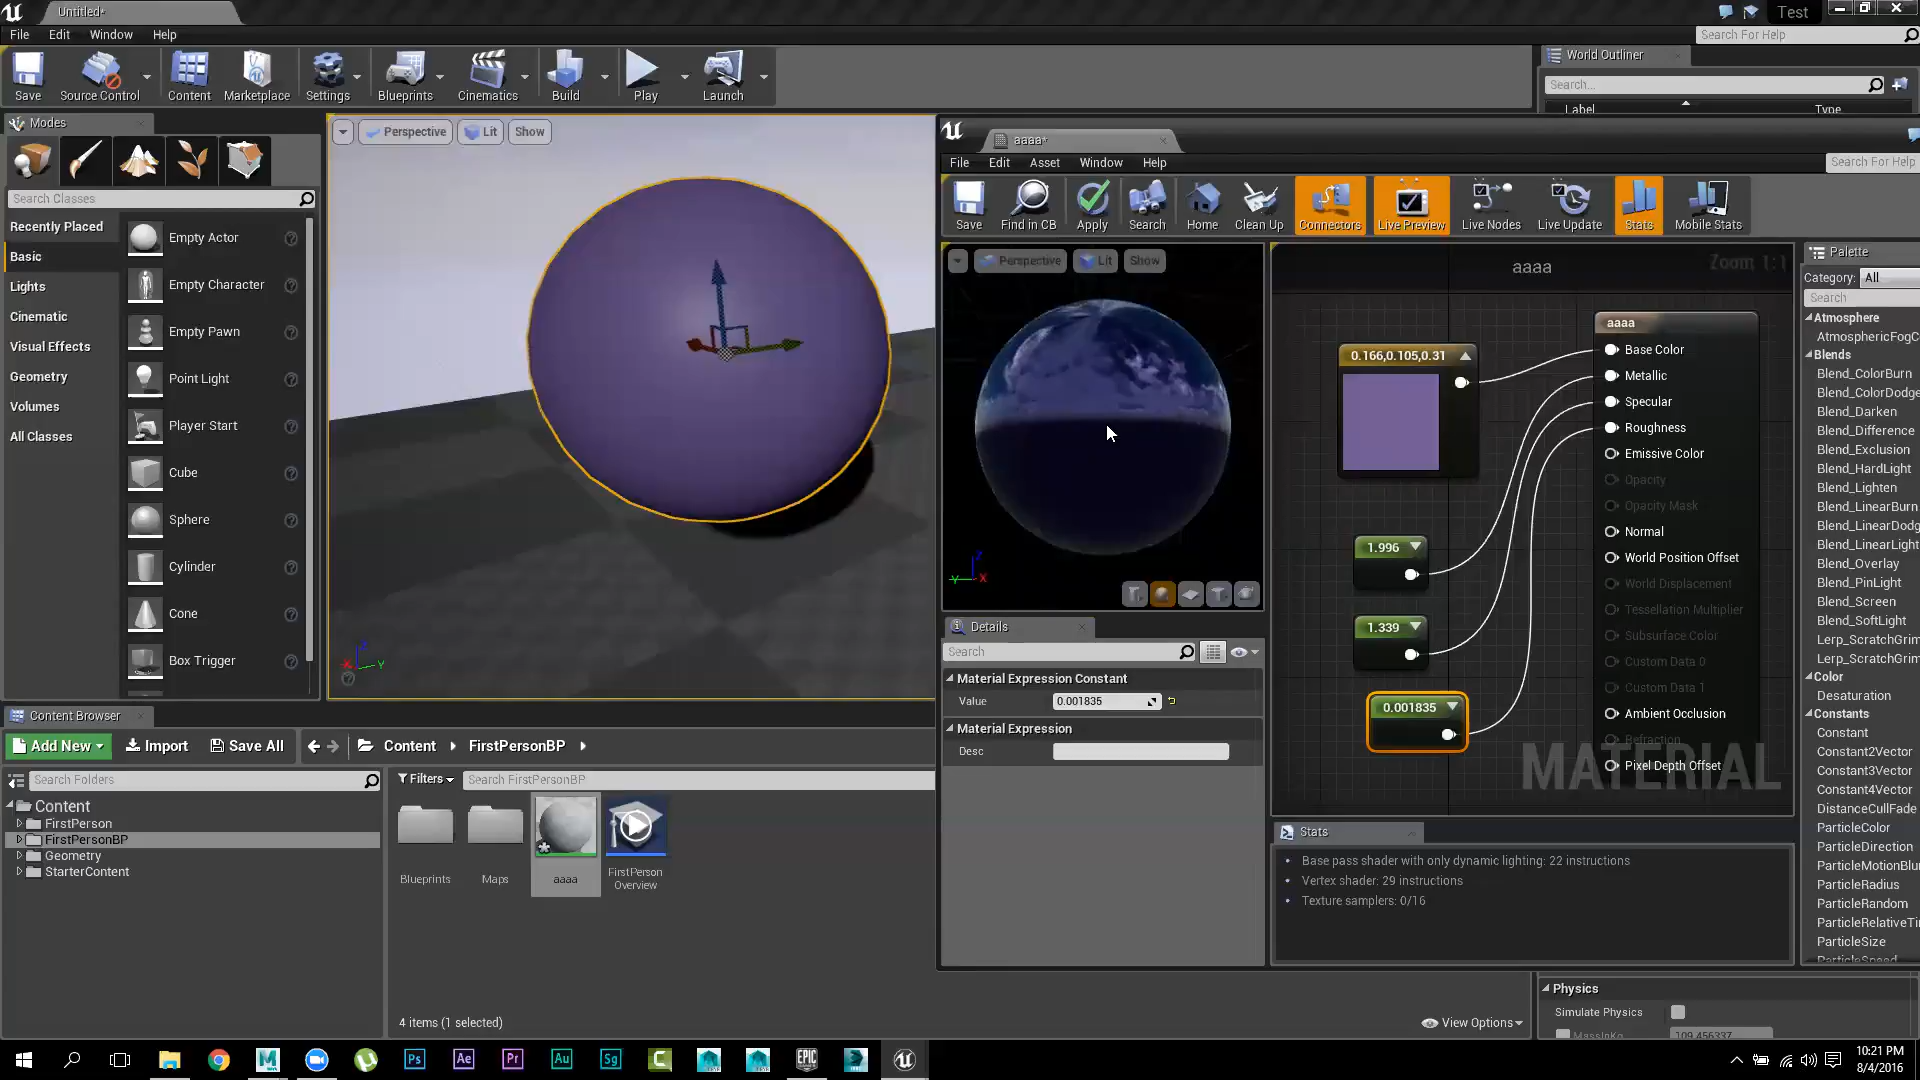 Untitled*
Test
File Edit Window Help
Search For Help
Save Source Control Content Marketplace Settings Blueprints Cinematics Build Play Launch
World Outliner
Search...
Label Type
Modes
Search Classes
Recently Placed
Basic
Lights
Cinematic
Visual Effects
Geometry
Volumes
All Classes
Empty Actor
Empty Character
Empty Pawn
Point Light
Player Start
Cube
Sphere
Cylinder
Cone
Box Trigger
Perspective Lit Show
aaaa*
File Edit Asset Window Help
Search For Help
Save Find in CB Apply Search Home Clean Up Connectors Live Preview Live Nodes Live Update Stats Mobile Stats
Perspective Lit Show
Details
Search
Material Expression Constant
Value 0.001835
Material Expression
Desc
aaaa
Zoom 1:1
0.166,0.105,0.31
1.996
1.339
0.001835
aaaa
Base Color
Metallic
Specular
Roughness
Emissive Color
Opacity
Opacity Mask
Normal
World Position Offset
World Displacement
Tessellation Multiplier
Subsurface Color
Custom Data 0
Custom Data 1
Ambient Occlusion
Refraction
Pixel Depth Offset
MATERIAL
Stats
Base pass shader with only dynamic lighting: 22 instructions
Vertex shader: 29 instructions
Texture samplers: 0/16
Palette
Category: All
Search
Atmosphere
AtmosphericFogC
Blends
Blend_ColorBurn
Blend_ColorDodge
Blend_Darken
Blend_Difference
Blend_Exclusion
Blend_HardLight
Blend_Lighten
Blend_LinearBurn
Blend_LinearDodg
Blend_LinearLight
Blend_Overlay
Blend_PinLight
Blend_Screen
Blend_SoftLight
Lerp_ScratchGrim
Lerp_ScratchGrim
Color
Desaturation
Constants
Constant
Constant2Vector
Constant3Vector
Constant4Vector
DistanceCullFade
ParticleColor
ParticleDirection
ParticleMotionBlu
ParticleRadius
ParticleRandom
ParticleRelativeTi
ParticleSize
ParticleSpeed
Content Browser
Add New Import Save All Content FirstPersonBP
Search Folders
Filters Search FirstPersonBP
Content
FirstPerson
FirstPersonBP
Geometry
StarterContent
Blueprints
Maps
aaaa
FirstPerson
Overview
4 items (1 selected)
View Options
Physics
Simulate Physics
MassInKg 109.456337
Ps Ae Pr Au Sg
EPIC
10:21 PM
8/4/2016